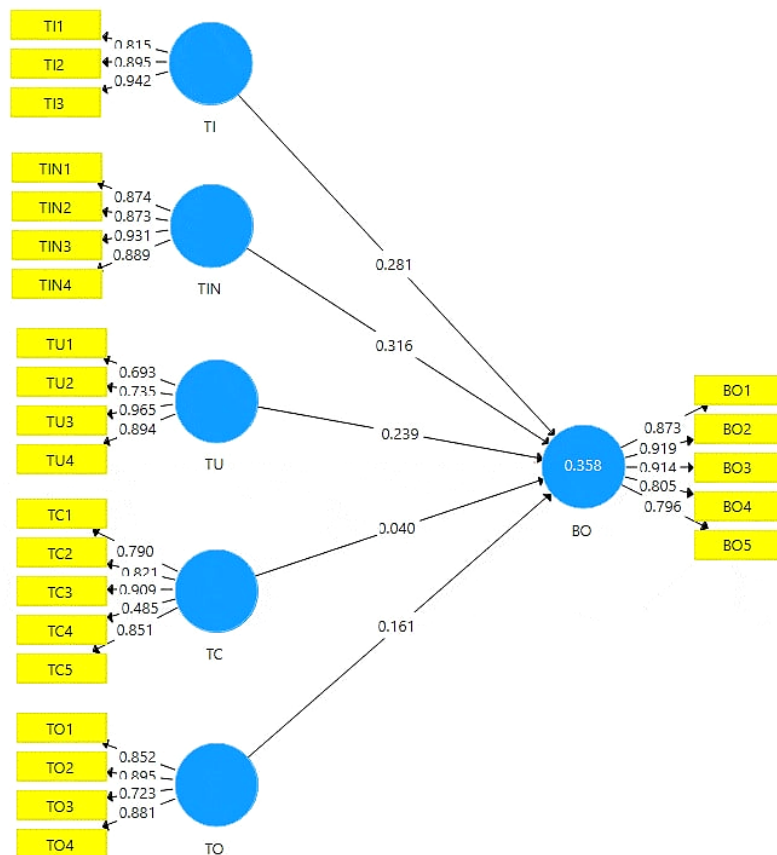 TI1
TI2
TI3
0.815
0.895
0.942
TI
TIN1
TIN2
TIN3
TIN4
0.874
0.873
0.931
0.889
TIN
TU1
TU2
TU3
TU4
0.693
0.735
0.965
0.894
TU
TC1
TC2
TC3
TC4
TC5
0.790
0.821
0.909
0.485
0.851
TC
TO1
TO2
TO3
TO4
0.852
0.895
0.723
0.881
TO
0.281
0.316
0.239
0.040
0.161
0.358
BO
0.873
0.919
0.914
0.805
0.796
BO1
BO2
BO3
BO4
BO5